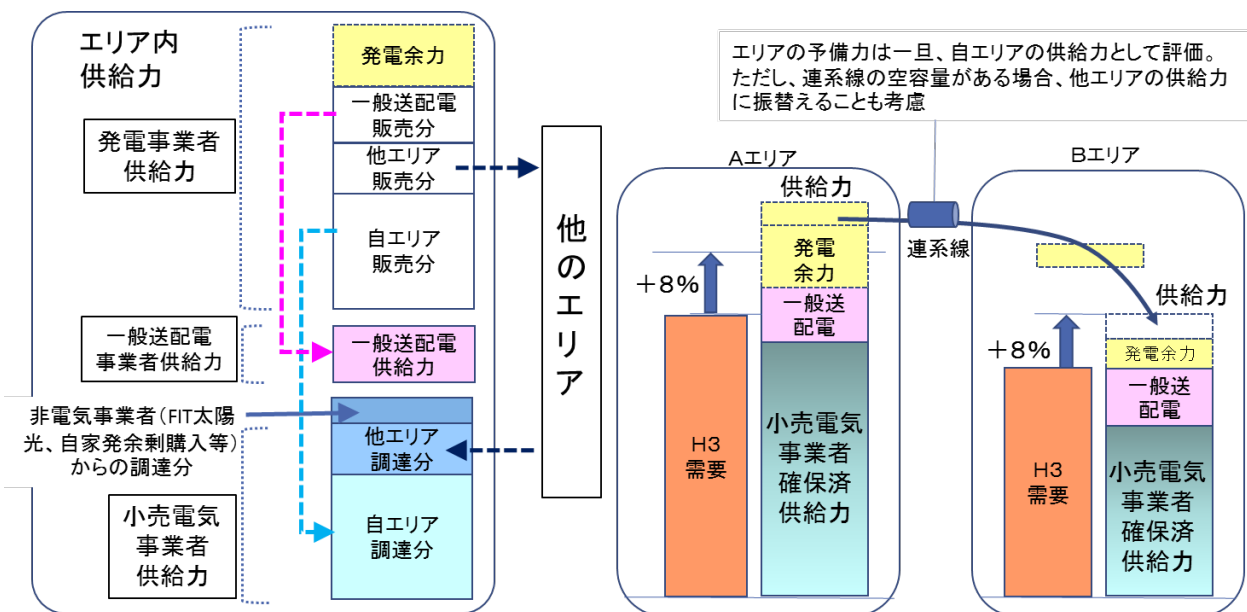 エリア内
供給力
発電事業者
供給力
一般送配電
事業者供給力
非電気事業者(FIT太陽
光、自家発余剰購入等)
からの調達分
小売電気
事業者
供給力
発電余力
一般送配電
販売分
他エリア
販売分
自エリア
販売分
一般送配電
供給力
他エリア
調達分
自エリア
調達分
他のエリア
エリアの予備力は一旦、自エリアの供給力として評価。
ただし、連系線の空容量がある場合、他エリアの供給力
に振替えることも考慮
Aエリア
供給力
+8%
発電
余力
一般送
配電
H3
需要
小売電気
事業者
確保済
供給力
連系線
Bエリア
供給力
+8%
発電余力
一般送
配電
H3
需要
小売電気
事業者
確保済
供給力